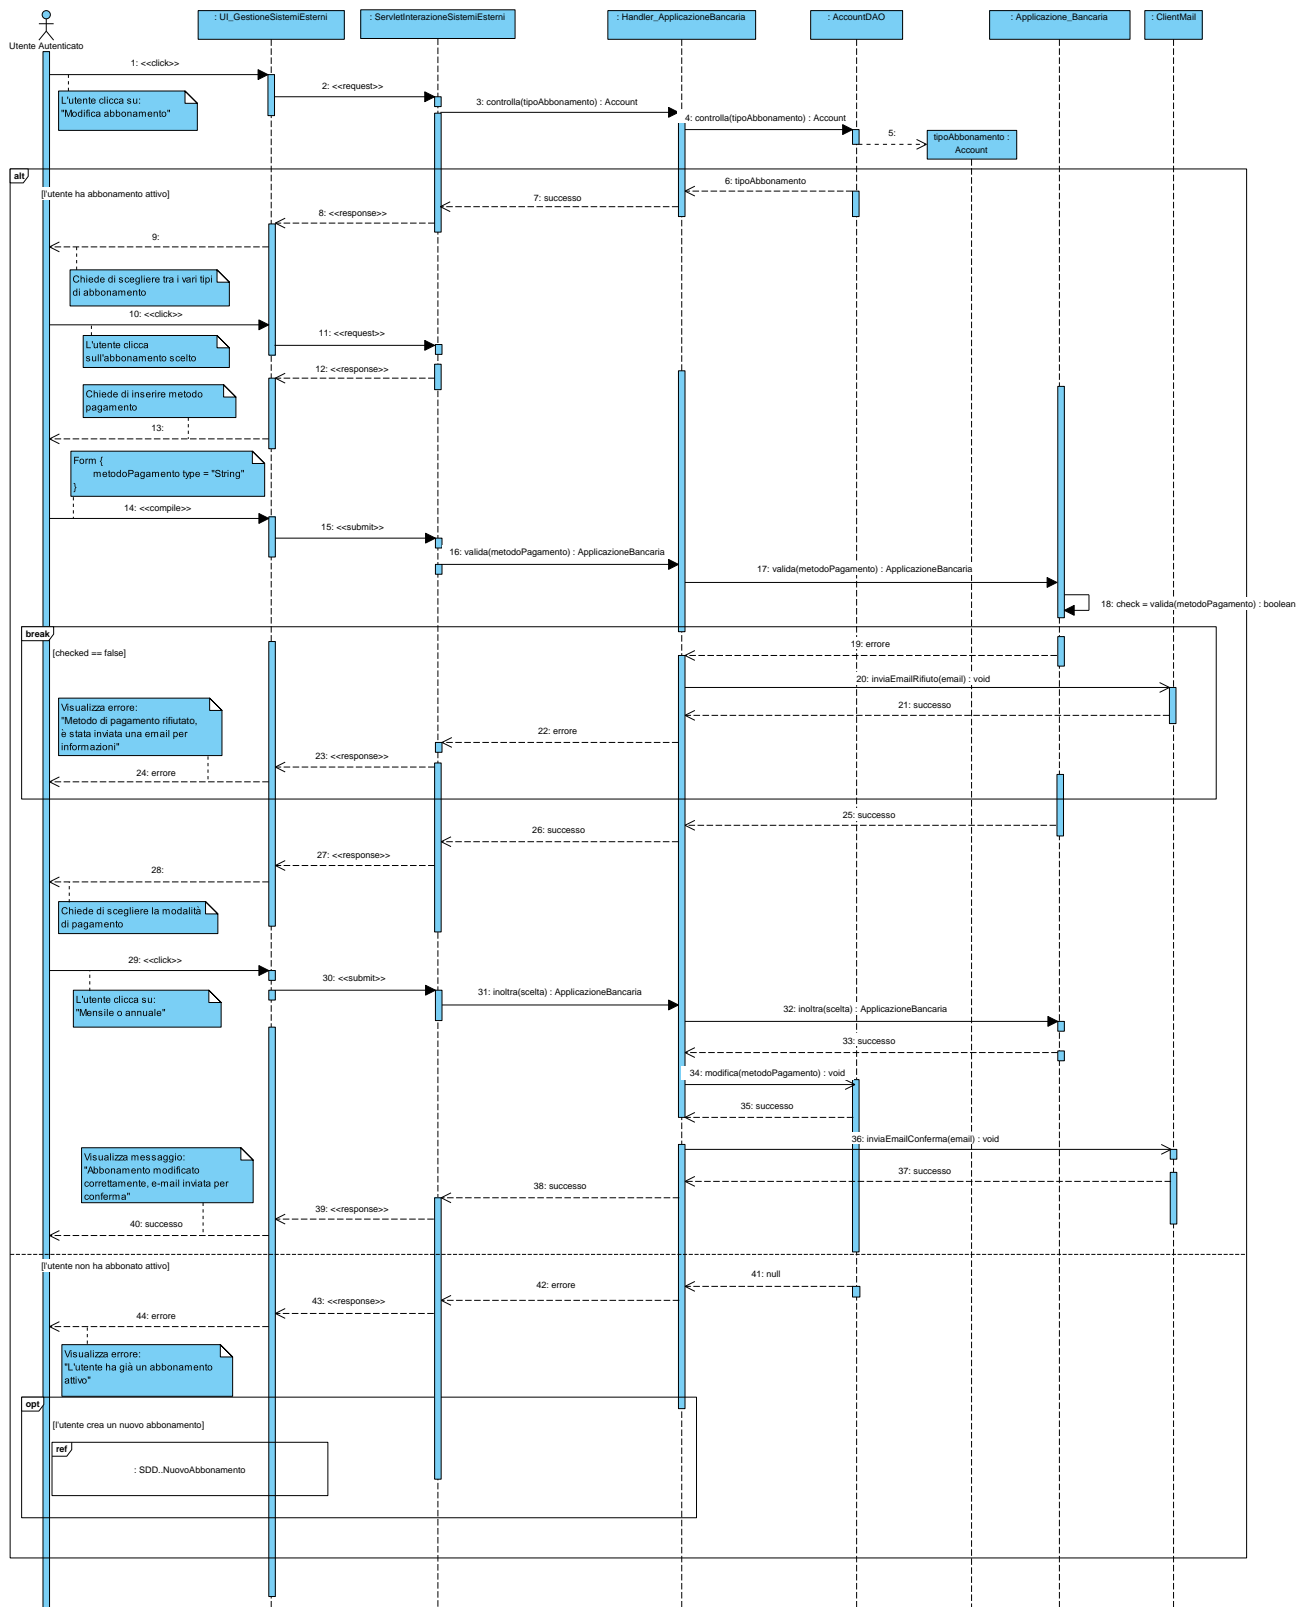 : UI_GestioneSistemiEsterni
: ServletInterazioneSistemiEsterni
: Handler_ApplicazioneBancaria
: AccountDAO
: Applicazione_Bancaria
: ClientMail
Utente Autenticato
1: <<click>>
L'utente clicca su:
"Modifica abbonamento"
2: <<request>>
3: controlla(tipoAbbonamento) : Account
4: controlla(tipoAbbonamento) : Account
5:
tipoAbbonamento :
Account
alt
[l'utente ha abbonamento attivo]
6: tipoAbbonamento
7: successo
8: <<response>>
9:
Chiede di scegliere tra i vari tipi
di abbonamento
10: <<click>>
11: <<request>>
L'utente clicca
sull'abbonamento scelto
12: <<response>>
Chiede di inserire metodo
pagamento
13:
Form {
metodoPagamento type = "String"
}
14: <<compile>>
15: <<submit>>
16: valida(metodoPagamento) : ApplicazioneBancaria
17: valida(metodoPagamento) : ApplicazioneBancaria
18: check = valida(metodoPagamento) : boolean
break
[checked == false]
19: errore
20: inviaEmailRifiuto(email) : void
21: successo
Visualizza errore:
"Metodo di pagamento rifiutato,
è stata inviata una email per
informazioni"
22: errore
23: <<response>>
24: errore
25: successo
26: successo
27: <<response>>
28:
Chiede di scegliere la modalità
di pagamento
29: <<click>>
30: <<submit>>
L'utente clicca su:
"Mensile o annuale"
31: inoltra(scelta) : ApplicazioneBancaria
32: inoltra(scelta) : ApplicazioneBancaria
33: successo
34: modifica(metodoPagamento) : void
35: successo
36: inviaEmailConferma(email) : void
37: successo
Visualizza messaggio:
"Abbonamento modificato
correttamente, e-mail inviata per
conferma"
38: successo
39: <<response>>
40: successo
[l'utente non ha abbonato attivo]
41: null
42: errore
43: <<response>>
44: errore
Visualizza errore:
"L'utente ha già un abbonamento
attivo"
opt
[l'utente crea un nuovo abbonamento]
ref
: SDD..NuovoAbbonamento